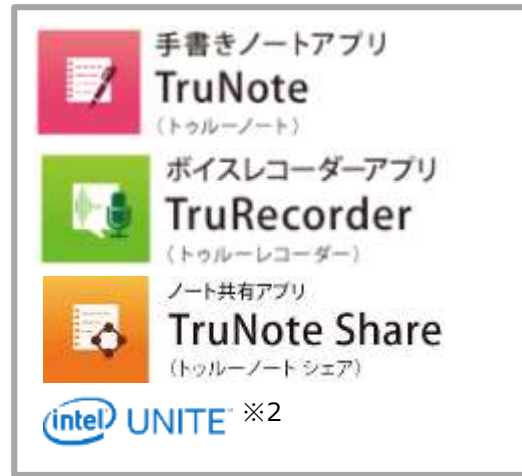 手書きノートアプリ
TruNote
（トゥルーノート）
ボイスレコーダーアプリ
TruRecorder
（トゥルーレコーダー）
ノート共有アプリ
TruNote Share
（トゥルーノート シェア）
intel UNITE™ ※2